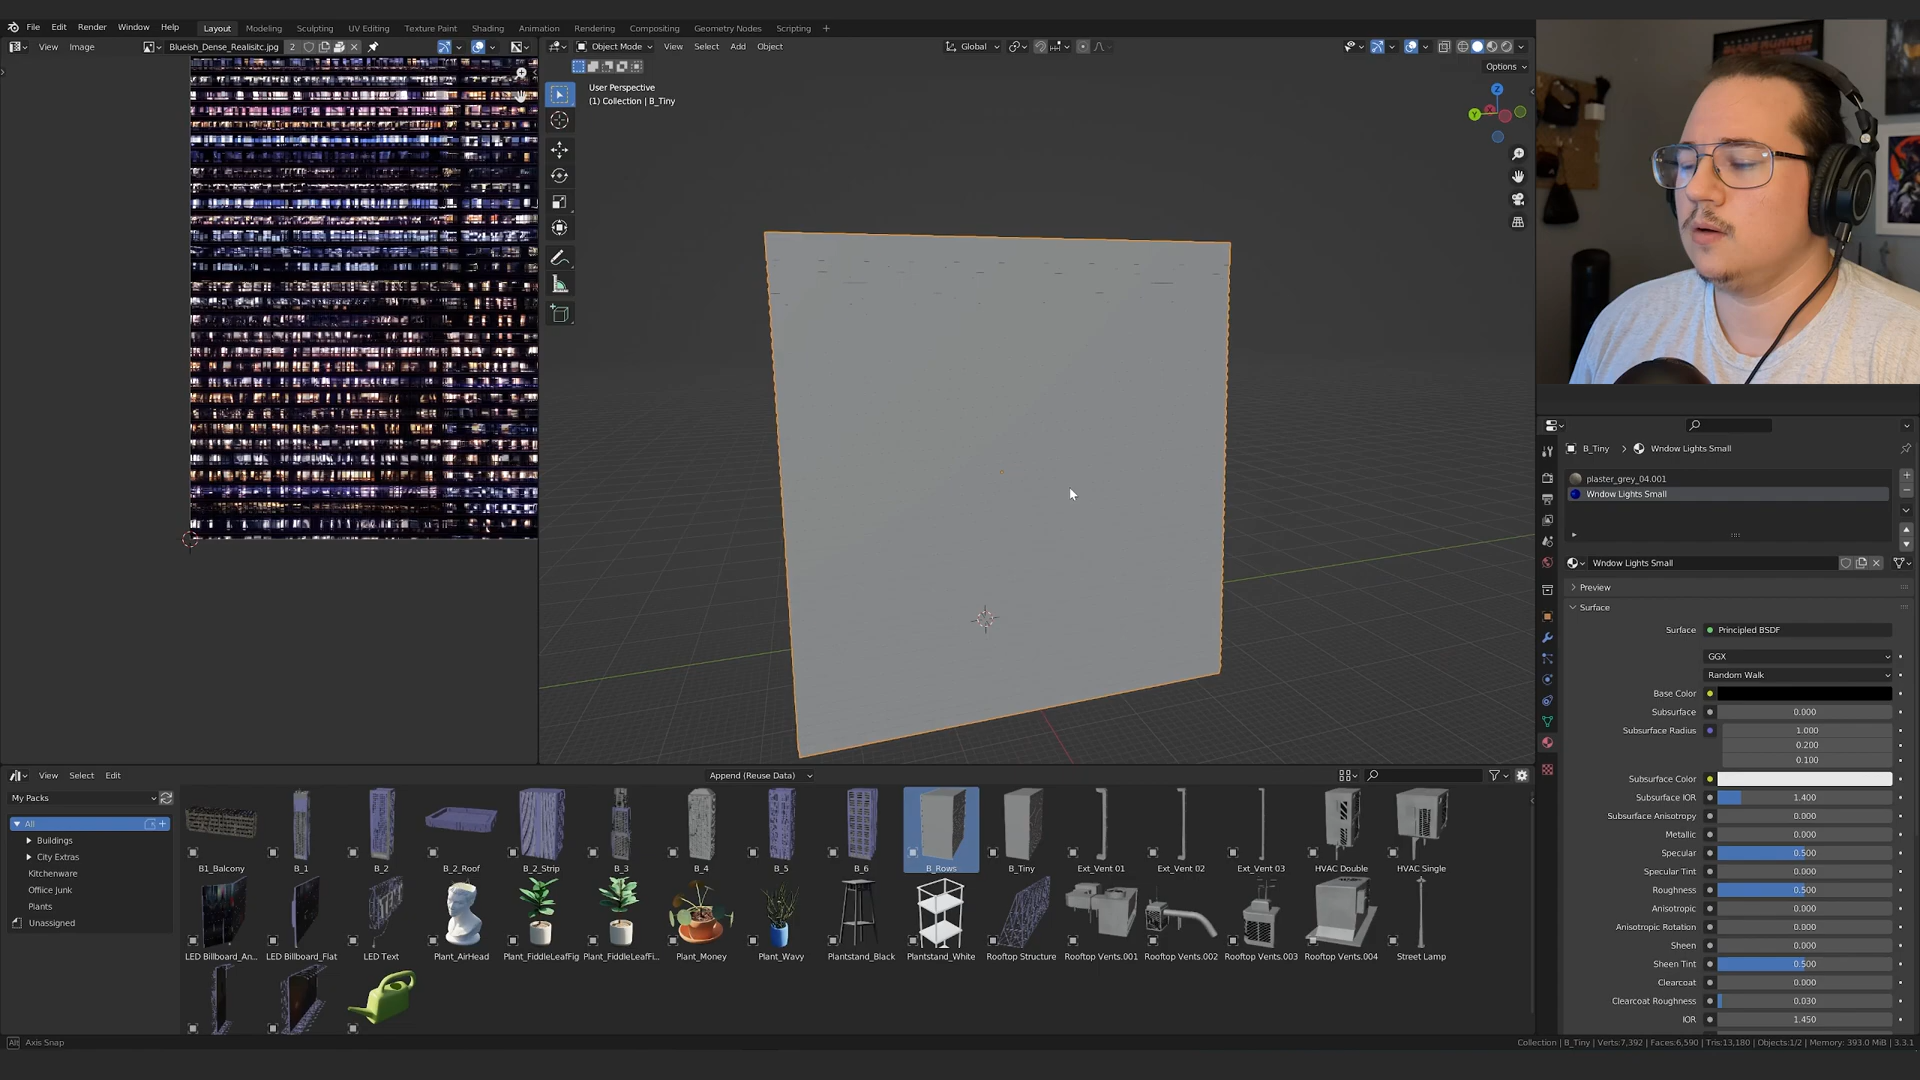 File Edit Render Window Help Layout Modeling Sculpting UV Editing Texture Paint Shading Animation Rendering Compositing Geometry Nodes Scripting +
View Image Blueish_Dense_Realisitc.jpg 2
Object Mode View Select Add Object Global
Options
User Perspective
(1) Collection | B_Tiny
Z
Y
B_Tiny > Wndow Lights Small
plaster_grey_04.001
Wndow Lights Small
Wndow Lights Small
Preview
Surface
Surface Principled BSDF
GGX
Random Walk
Base Color
Subsurface 0.000
Subsurface Radius 1.000
0.200
0.100
Subsurface Color
Subsurface IOR 1.400
Subsurface Anisotropy 0.000
Metallic 0.000
Specular 0.500
Specular Tint 0.000
Roughness 0.500
Anisotropic 0.000
Anisotropic Rotation 0.000
Sheen 0.000
Sheen Tint 0.500
Clearcoat 0.000
Clearcoat Roughness 0.030
IOR 1.450
View Select Edit Append (Reuse Data)
My Packs
All
Buildings
City Extras
Kitchenware
Office Junk
Plants
Unassigned
B1_Balcony B_1 B_2 B_2_Roof B_2_Strip B_3 B_4 B_5 B_6 B_Rows B_Tiny Ext_Vent 01 Ext_Vent 02 Ext_Vent 03 HVAC Double HVAC Single
LED Billboard_An... LED Billboard_Flat LED Text Plant_AirHead Plant_FiddleLeafFig Plant_FiddleLeafFi... Plant_Money Plant_Wavy Plantstand_Black Plantstand_White Rooftop Structure Rooftop Vents.001 Rooftop Vents.002 Rooftop Vents.003 Rooftop Vents.004 Street Lamp
Alt Axis Snap
Collection | B_Tiny | Verts:7,392 | Faces:6,590 | Tris:13,180 | Objects:1/2 | Memory: 393.0 MiB | 3.3.1